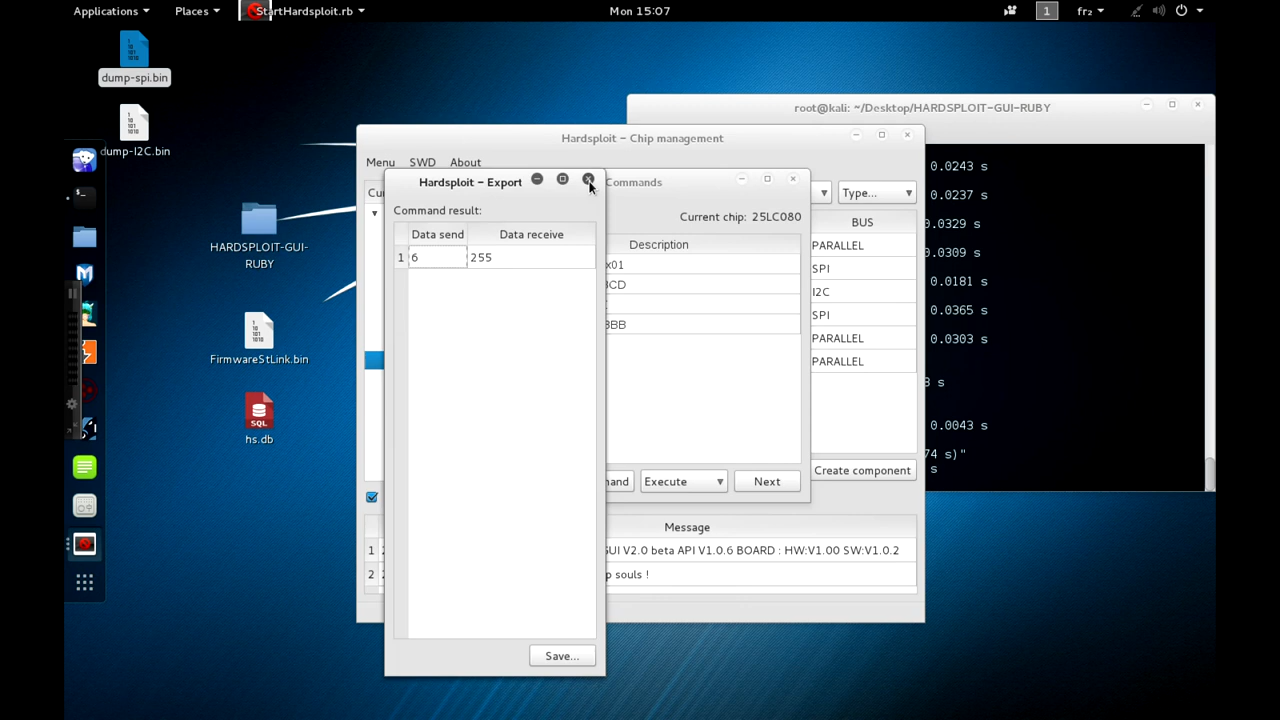 Applications
Places
StartHardsploit.rb
Mon 15:07
1
fr₂
dump-spi.bin
dump-I2C.bin
HARDSPLOIT-GUI-
RUBY
FirmwareStLink.bin
SQL
hs.db
root@kali: ~/Desktop/HARDSPLOIT-GUI-RUBY
0.0243 s
0.0237 s
0.0329 s
0.0309 s
0.0181 s
0.0365 s
0.0303 s
s
0.0043 s
74 s)"
s
Hardsploit – Chip management
Menu
SWD
About
Type...
BUS
PARALLEL
SPI
I2C
SPI
PARALLEL
PARALLEL
Create component
Message
1
GUI V2.0 beta API V1.0.6 BOARD : HW:V1.00 SW:V1.0.2
2
p souls !
Commands
Current chip: 25LC080
Description
x01
BCD
BBB
mand
Execute
Next
Hardsploit – Export
Command result:
Data send
Data receive
1
6
255
Save...